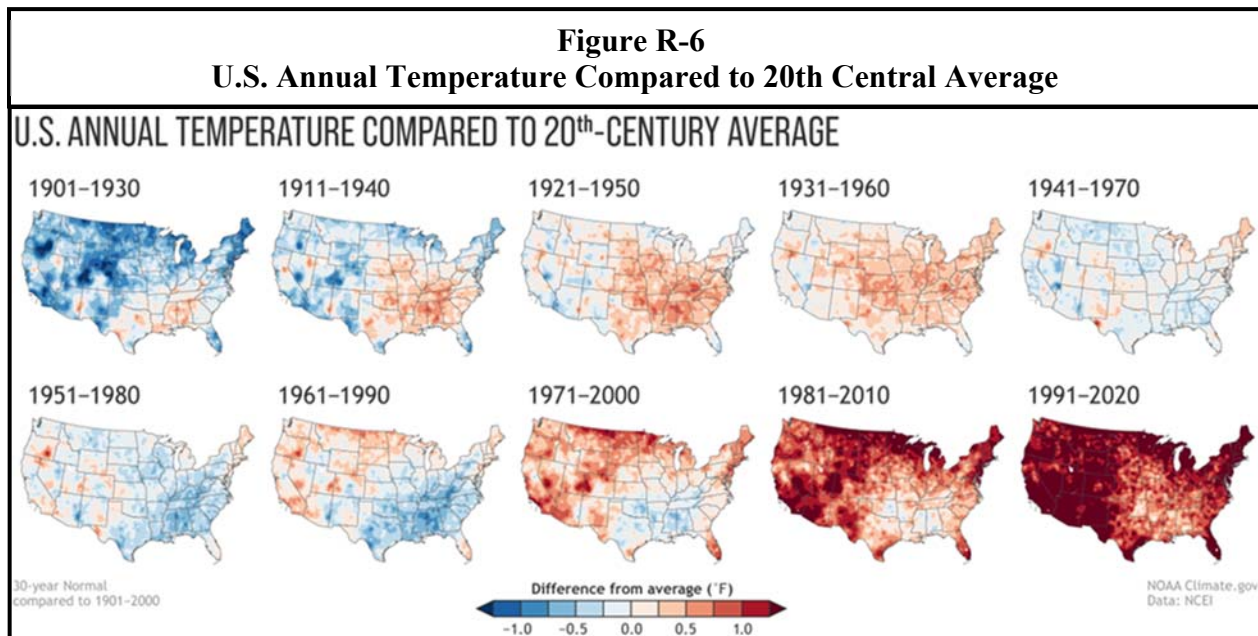 Figure R-6
U.S. Annual Temperature Compared to 20th Central Average
U.S. ANNUAL TEMPERATURE COMPARED TO 20th-CENTURY AVERAGE
1901–1930
1911–1940
1921–1950
1931–1960
1941–1970
1951–1980
1961–1990
1971–2000
1981–2010
1991–2020
30-year Normal
compared to 1901–2000
Difference from average (°F)
-1.0 -0.5 0.0 0.5 1.0
NOAA Climate.gov
Data: NCEI